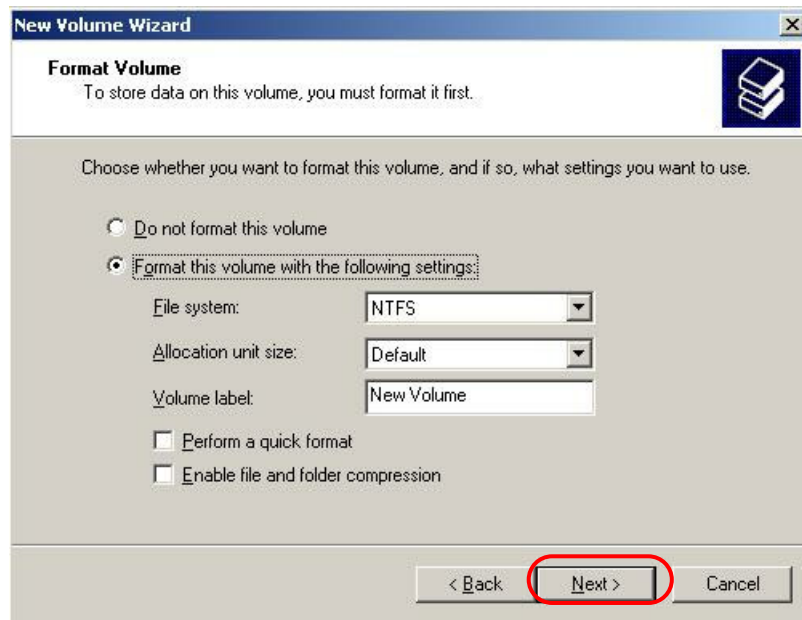 New Volume Wizard
Format Volume
To store data on this volume, you must format it first.
Choose whether you want to format this volume, and if so, what settings you want to use.
Do not format this volume
Format this volume with the following settings:
File system: NTFS
Allocation unit size: Default
Volume label: New Volume
Perform a quick format
Enable file and folder compression
< Back Next > Cancel